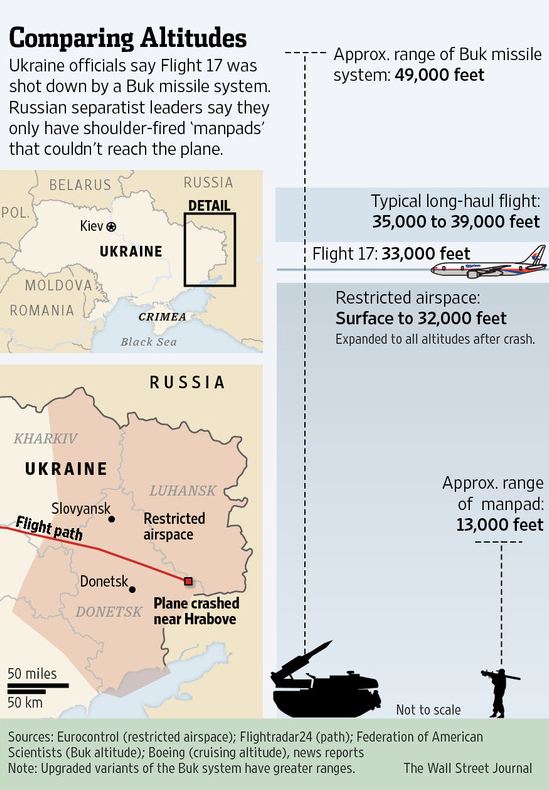 Comparing Altitudes
Ukraine officials say Flight 17 was
shot down by a Buk missile system.
Russian separatist leaders say they
only have shoulder-fired ‘manpads’
that couldn’t reach the plane.
BELARUS
RUSSIA
POL.
DETAIL
Kiev
UKRAINE
MOLDOVA
ROMANIA
CRIMEA
Black Sea
RUSSIA
KHARKIV
UKRAINE
LUHANSK
Slovyansk
Restricted
airspace
Flight path
Donetsk
DONETSK
Plane crashed
near Hrabove
50 miles
50 km
Approx. range of Buk missile
system: 49,000 feet
Typical long-haul flight:
35,000 to 39,000 feet
Flight 17: 33,000 feet
Restricted airspace:
Surface to 32,000 feet
Expanded to all altitudes after crash.
Approx. range
of manpad:
13,000 feet
Not to scale
Sources: Eurocontrol (restricted airspace); Flightradar24 (path); Federation of American
Scientists (Buk altitude); Boeing (cruising altitude), news reports
Note: Upgraded variants of the Buk system have greater ranges.
The Wall Street Journal